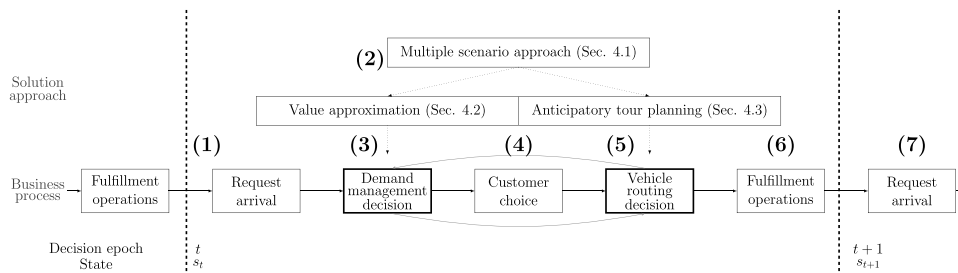 (2)
Multiple scenario approach (Sec. 4.1)
Solution
approach
Value approximation (Sec. 4.2)
Anticipatory tour planning (Sec. 4.3)
(1)
(3)
(4)
(5)
(6)
(7)
Business
process
Fulfillment
operations
Request
arrival
Demand
management
decision
Customer
choice
Vehicle
routing
decision
Fulfillment
operations
Request
arrival
Decision epoch
State
t
s_t
t + 1
s_{t+1}